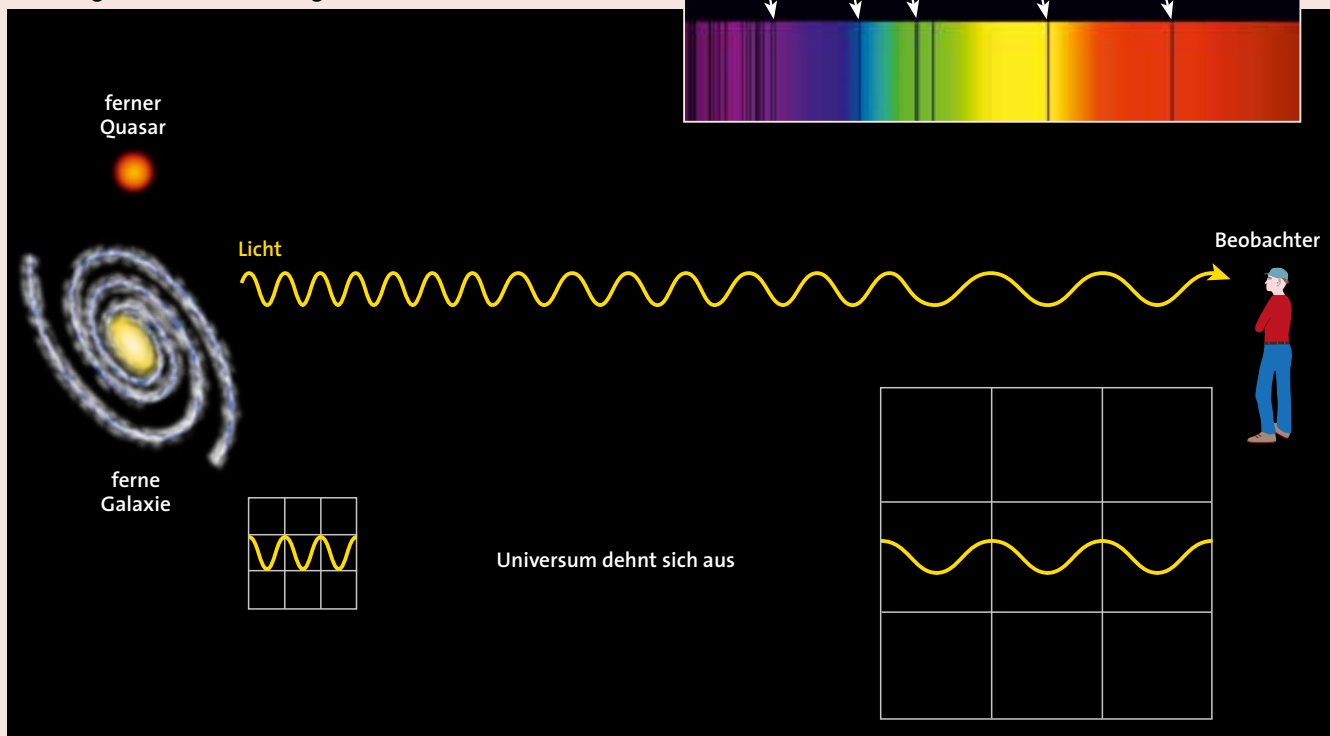 ferner
Quasar
Licht
Beobachter
ferne
Galaxie
Universum dehnt sich aus